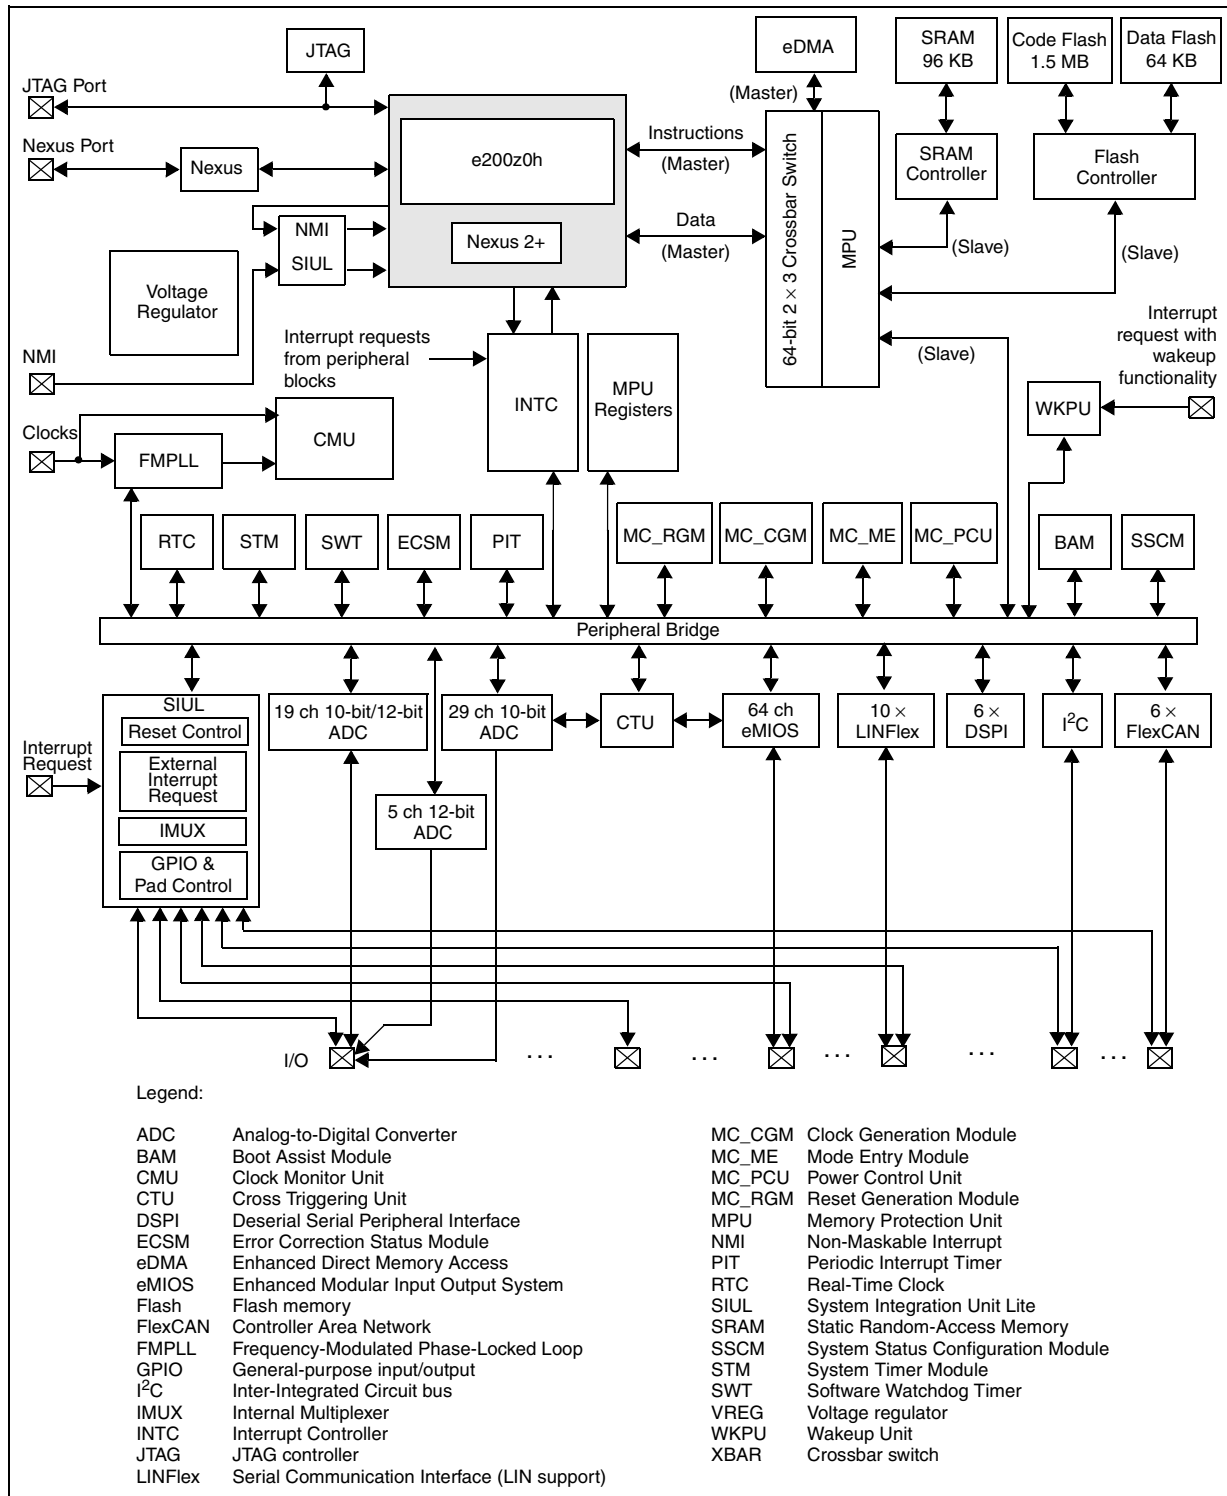 JTAG
eDMA
SRAM
96 KB
Code Flash
1.5 MB
Data Flash
64 KB
JTAG Port
(Master)
Nexus Port
Nexus
e200z0h
Instructions
(Master)
64-bit 2 × 3 Crossbar Switch
MPU
SRAM
Controller
Flash
Controller
NMI
SIUL
Nexus 2+
Data
(Master)
(Slave)
(Slave)
Voltage
Regulator
Interrupt requests
from peripheral
blocks
Interrupt
request with
wakeup
functionality
NMI
(Slave)
INTC
MPU
Registers
WKPU
Clocks
CMU
FMPLL
RTC
STM
SWT
ECSM
PIT
MC_RGM
MC_CGM
MC_ME
MC_PCU
BAM
SSCM
Peripheral Bridge
SIUL
Reset Control
External
Interrupt
Request
IMUX
GPIO &
Pad Control
Interrupt
Request
19 ch 10-bit/12-bit
ADC
29 ch 10-bit
ADC
CTU
64 ch
eMIOS
10 ×
LINFlex
6 ×
DSPI
I2C
6 ×
FlexCAN
5 ch 12-bit
ADC
I/O
. . .
. . .
. . .
. . .
. . .
Legend:
ADC Analog-to-Digital Converter
BAM Boot Assist Module
CMU Clock Monitor Unit
CTU Cross Triggering Unit
DSPI Deserial Serial Peripheral Interface
ECSM Error Correction Status Module
eDMA Enhanced Direct Memory Access
eMIOS Enhanced Modular Input Output System
Flash Flash memory
FlexCAN Controller Area Network
FMPLL Frequency-Modulated Phase-Locked Loop
GPIO General-purpose input/output
I2C Inter-Integrated Circuit bus
IMUX Internal Multiplexer
INTC Interrupt Controller
JTAG JTAG controller
LINFlex Serial Communication Interface (LIN support)
MC_CGM Clock Generation Module
MC_ME Mode Entry Module
MC_PCU Power Control Unit
MC_RGM Reset Generation Module
MPU Memory Protection Unit
NMI Non-Maskable Interrupt
PIT Periodic Interrupt Timer
RTC Real-Time Clock
SIUL System Integration Unit Lite
SRAM Static Random-Access Memory
SSCM System Status Configuration Module
STM System Timer Module
SWT Software Watchdog Timer
VREG Voltage regulator
WKPU Wakeup Unit
XBAR Crossbar switch